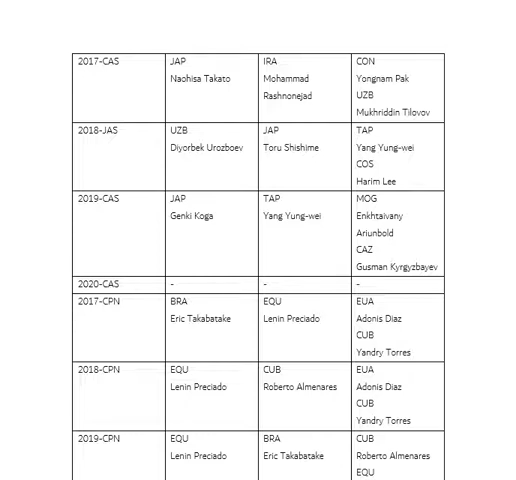 2017-CAS JAP IRA CON
Naohisa Takato Mohammad Yongnam Pak
Rashnonejad UZB
Mukhriddin Tilovov
2018-JAS UZB JAP TAP
Diyorbek Urozboev Toru Shishime Yang Yung-wei
COS
Harim Lee
2019-CAS JAP TAP MOG
Genki Koga Yang Yung-wei Enkhtaivany
Ariunbold
CAZ
Gusman Kyrgyzbayev
2020-CAS - - -
2017-CPN BRA EQU EUA
Eric Takabatake Lenin Preciado Adonis Diaz
CUB
Yandry Torres
2018-CPN EQU CUB EUA
Lenin Preciado Roberto Almenares Adonis Diaz
CUB
Yandry Torres
2019-CPN EQU BRA CUB
Lenin Preciado Eric Takabatake Roberto Almenares
EQU